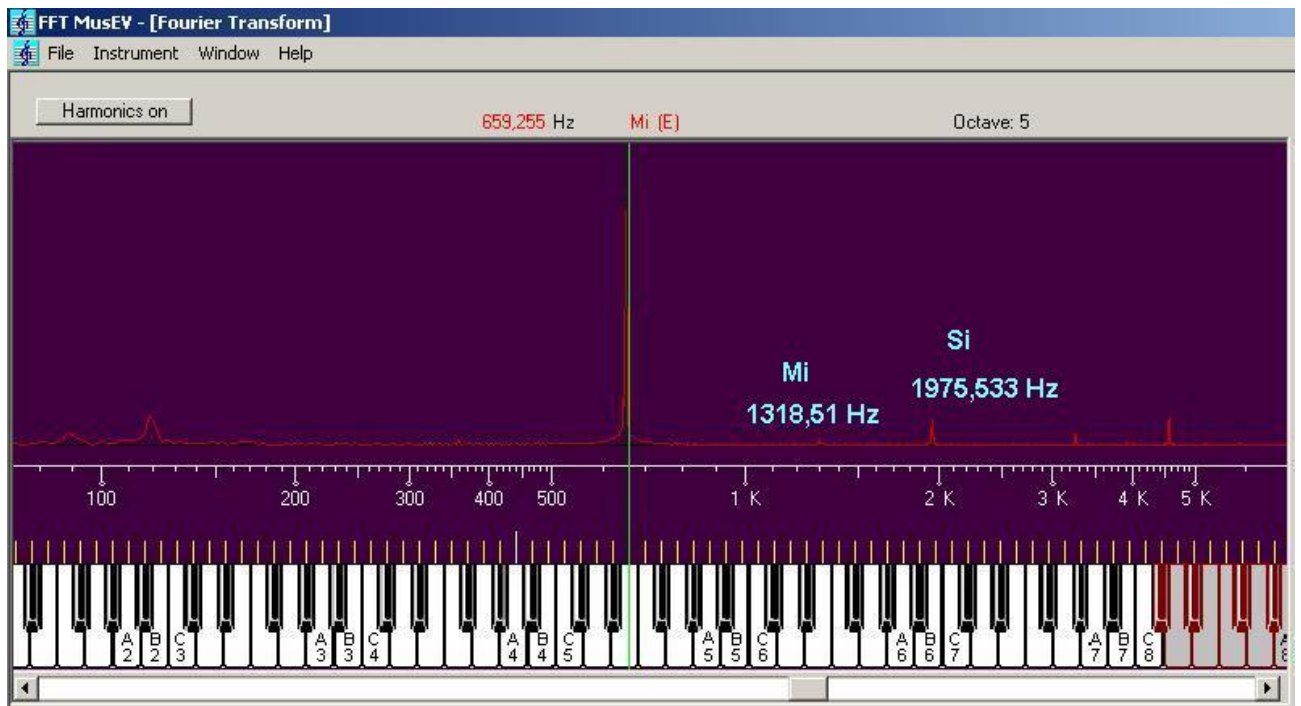 FFT MusEV - [Fourier Transform]
File Instrument Window Help
Harmonics on
659,255 Hz Mi (E) Octave: 5
Si
Mi
1975,533 Hz
1318,51 Hz
100 200 300 400 500 1 K 2 K 3 K 4 K 5 K
A B C A B C A B C A B C A B C A B C A
2 2 3 3 3 4 4 4 5 5 5 6 6 6 7 7 7 8 8